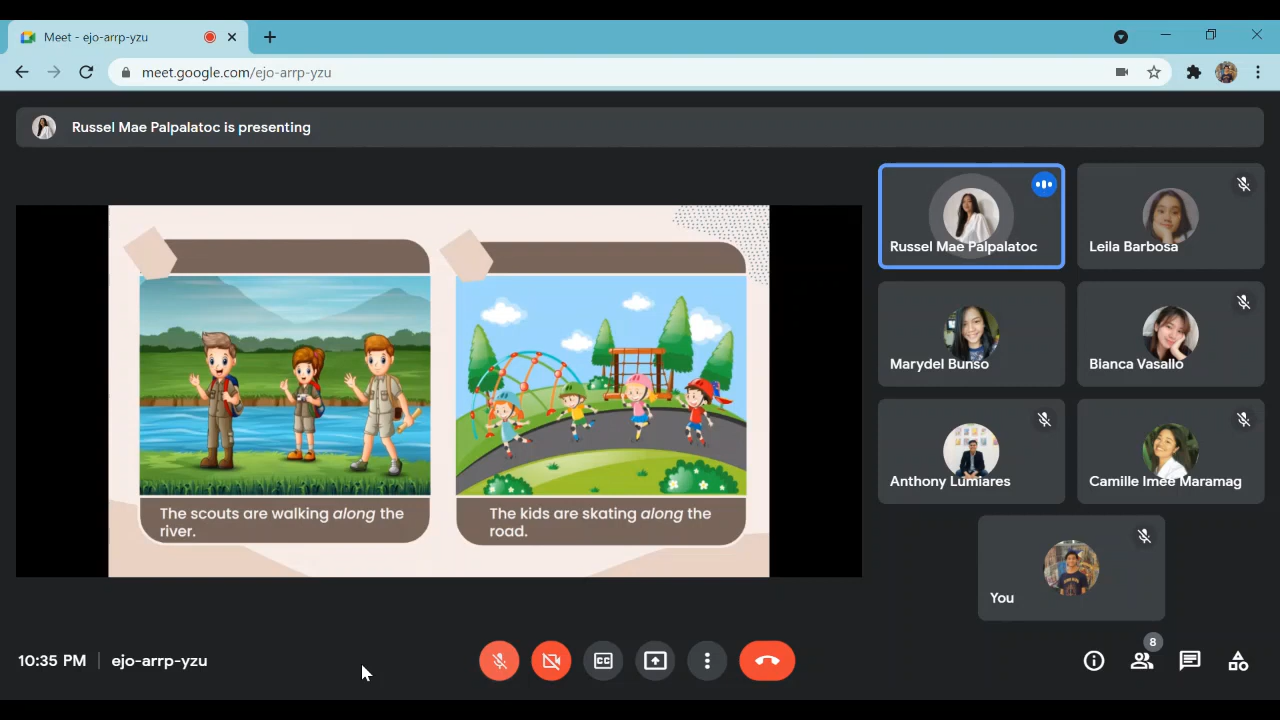 Meet - ejo-arrp-yzu
meet.google.com/ejo-arrp-yzu
Russel Mae Palpalatoc is presenting
The scouts are walking along the
river.
The kids are skating along the
road.
Russel Mae Palpalatoc
Leila Barbosa
Marydel Bunso
Bianca Vasallo
Anthony Lumiares
Camille Imee Maramag
You
10:35 PM | ejo-arrp-yzu
CC
8